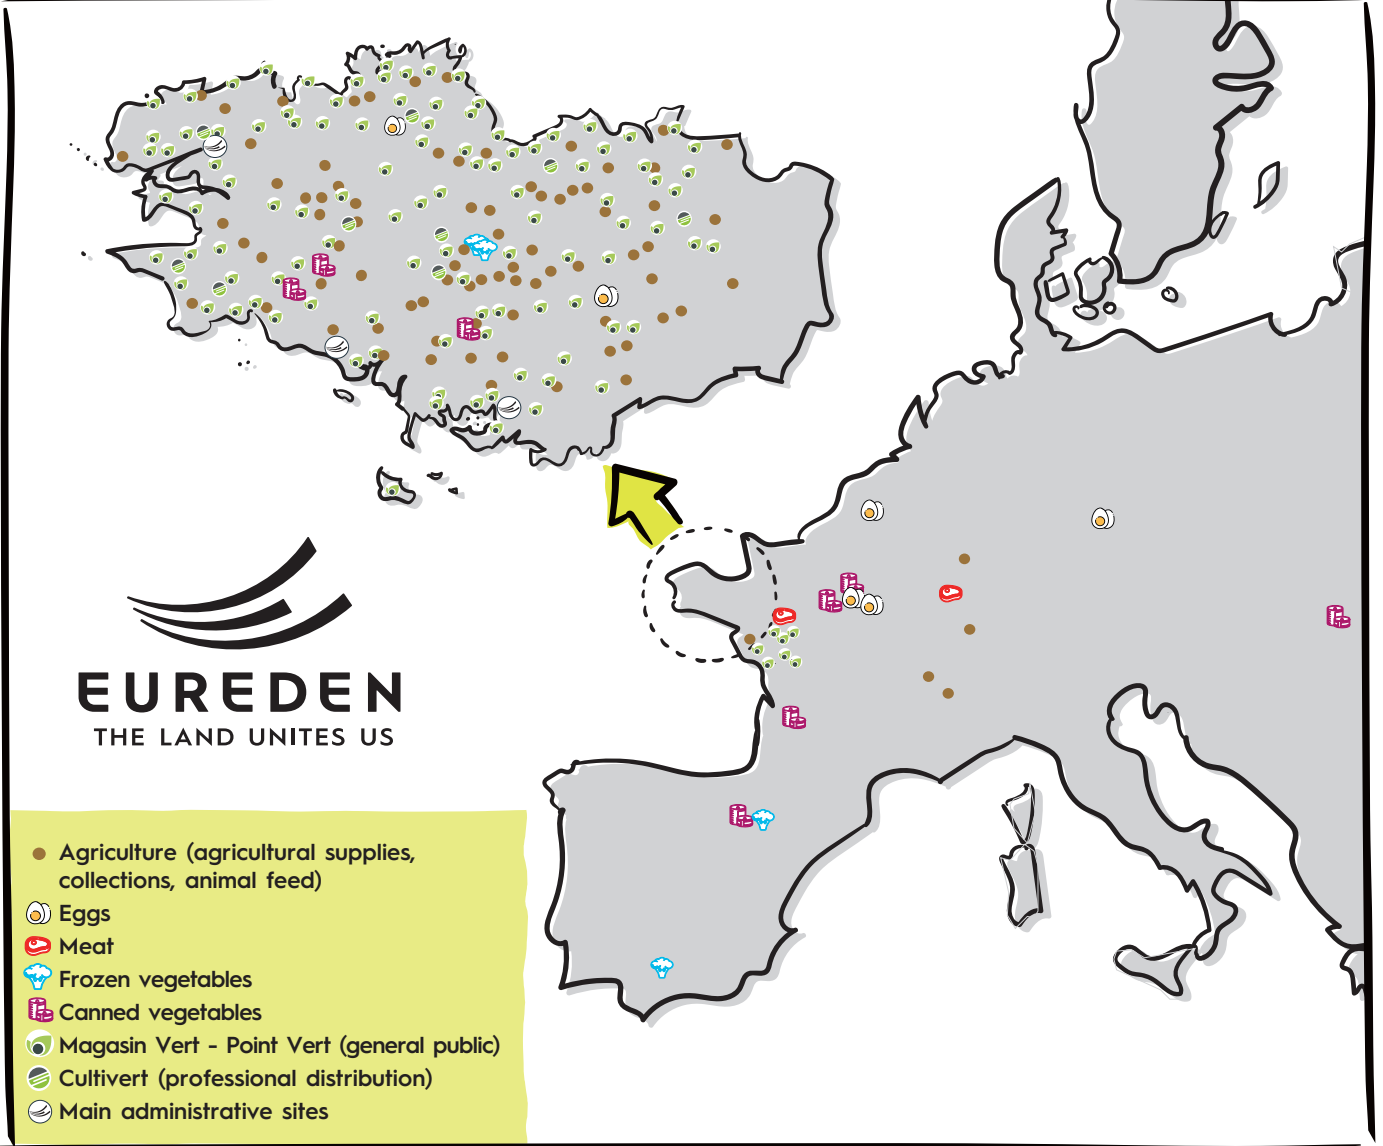 EUREDEN
THE LAND UNITES US
Agriculture (agricultural supplies,
collections, animal feed)
Eggs
Meat
Frozen vegetables
Canned vegetables
Magasin Vert - Point Vert (general public)
Cultivert (professional distribution)
Main administrative sites